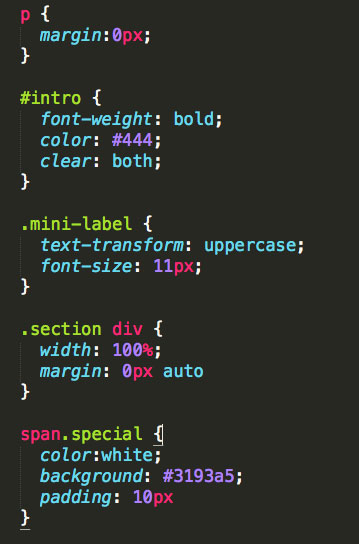 p {
margin:0px;
}
#intro {
font-weight: bold;
color: #444;
clear: both;
}
.mini-label {
text-transform: uppercase;
font-size: 11px;
}
.section div {
width: 100%;
margin: 0px auto
}
span.special {
color:white;
background: #3193a5;
padding: 10px
}